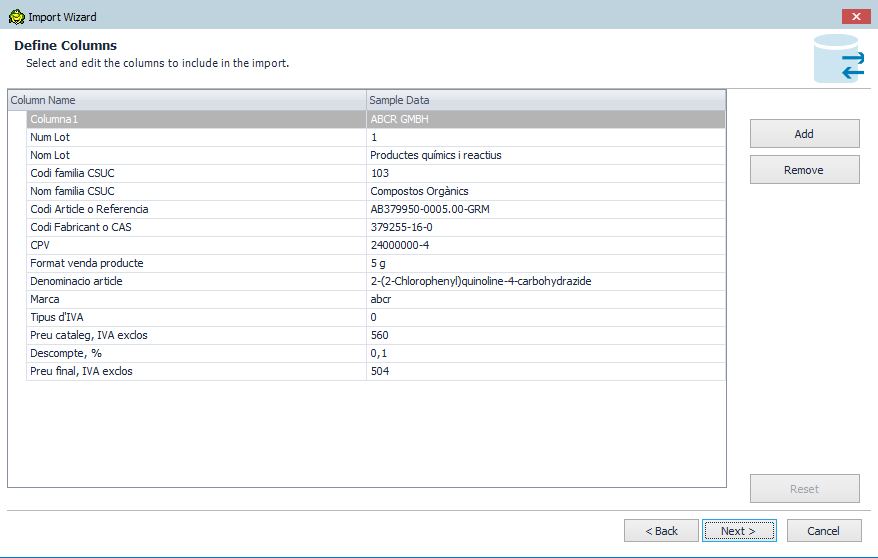 Import Wizard
Define Columns
Select and edit the columns to include in the import.
Column Name Sample Data
Columna1 ABCR GMBH
Num Lot 1
Nom Lot Productes químics i reactius
Codi familia CSUC 103
Nom familia CSUC Compostos Orgànics
Codi Article o Referencia AB379950-0005.00-GRM
Codi Fabricant o CAS 379255-16-0
CPV 24000000-4
Format venda producte 5 g
Denominacio article 2-(2-Chlorophenyl)quinoline-4-carbohydrazide
Marca abcr
Tipus d'IVA 0
Preu cataleg, IVA exclos 560
Descompte, % 0,1
Preu final, IVA exclos 504
Add
Remove
Reset
< Back Next > Cancel